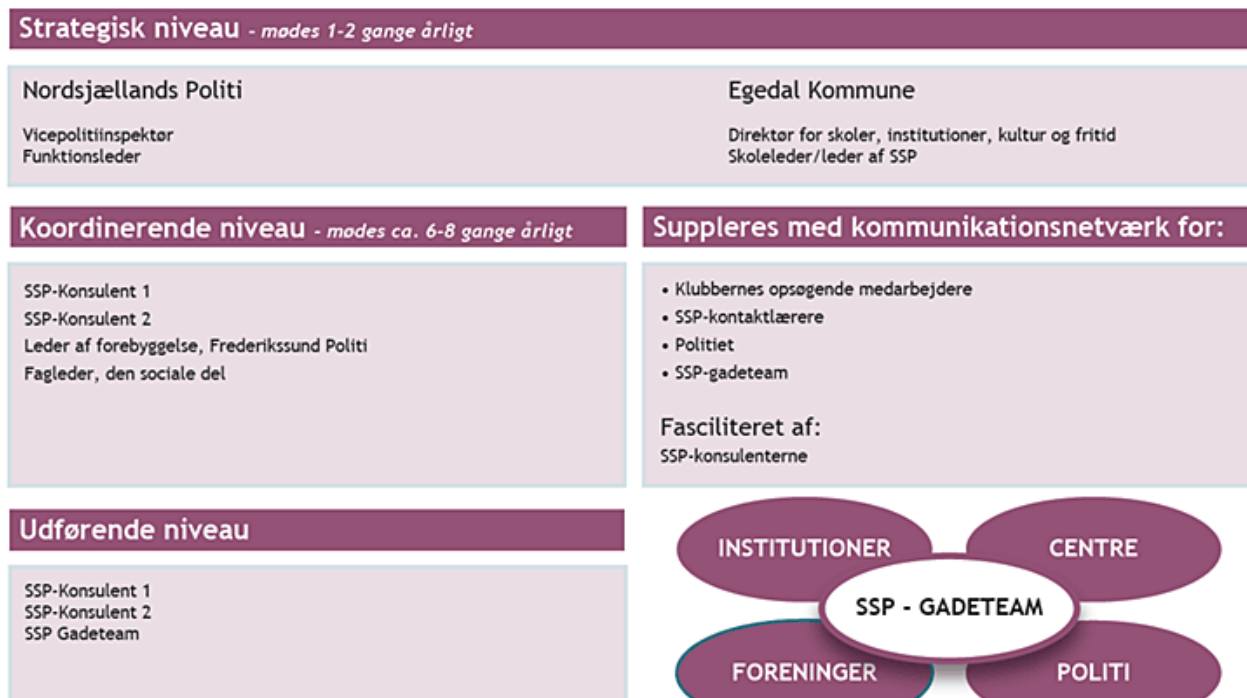 Strategisk niveau - mødes 1-2 gange årligt
Nordsjællands Politi
Vicepolitiinspektør
Funktionsleder
Egedal Kommune
Direktør for skoler, institutioner, kultur og fritid
Skoleleder/leder af SSP
Koordinerende niveau - mødes ca. 6-8 gange årligt
SSP-Konsulent 1
SSP-Konsulent 2
Leder af forebyggelse, Frederikssund Politi
Fagleder, den sociale del
Suppleres med kommunikationsnetværk for:
• Klubbernes opsøgende medarbejdere
• SSP-kontaktlærere
• Politiet
• SSP-gadeteam
Fasciliteret af:
SSP-konsulenterne
Udførende niveau
SSP-Konsulent 1
SSP-Konsulent 2
SSP Gadeteam
INSTITUTIONER
CENTRE
SSP - GADETEAM
FORENINGER
POLITI